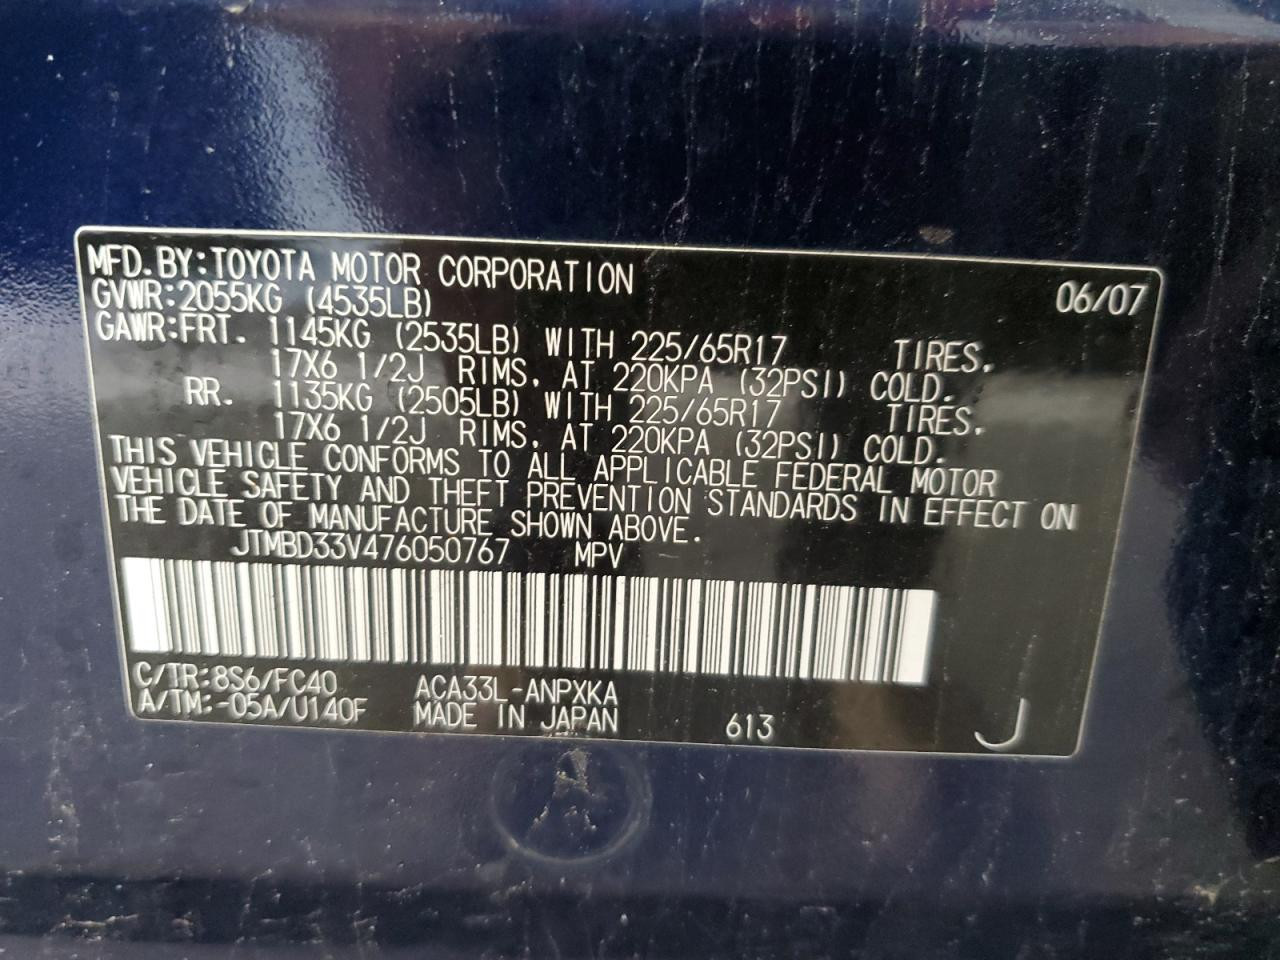 MFD.BY:TOYOTA MOTOR CORPORATION 06/07
GVWR:2055KG (4535LB)
GAWR:FRT. 1145KG (2535LB) WITH 225/65R17 TIRES.
17X6 1/2J RIMS, AT 220KPA (32PSI) COLD.
RR. 1135KG (2505LB) WITH 225/65R17 TIRES.
17X6 1/2J RIMS, AT 220KPA (32PSI) COLD.
THIS VEHICLE CONFORMS TO ALL APPLICABLE FEDERAL MOTOR
VEHICLE SAFETY AND THEFT PREVENTION STANDARDS IN EFFECT ON
THE DATE OF MANUFACTURE SHOWN ABOVE.
JTMBD33V476050767 MPV
C/TR:8S6/FC40 ACA33L-ANPXKA
A/TM:-05A/U140F MADE IN JAPAN 613 J